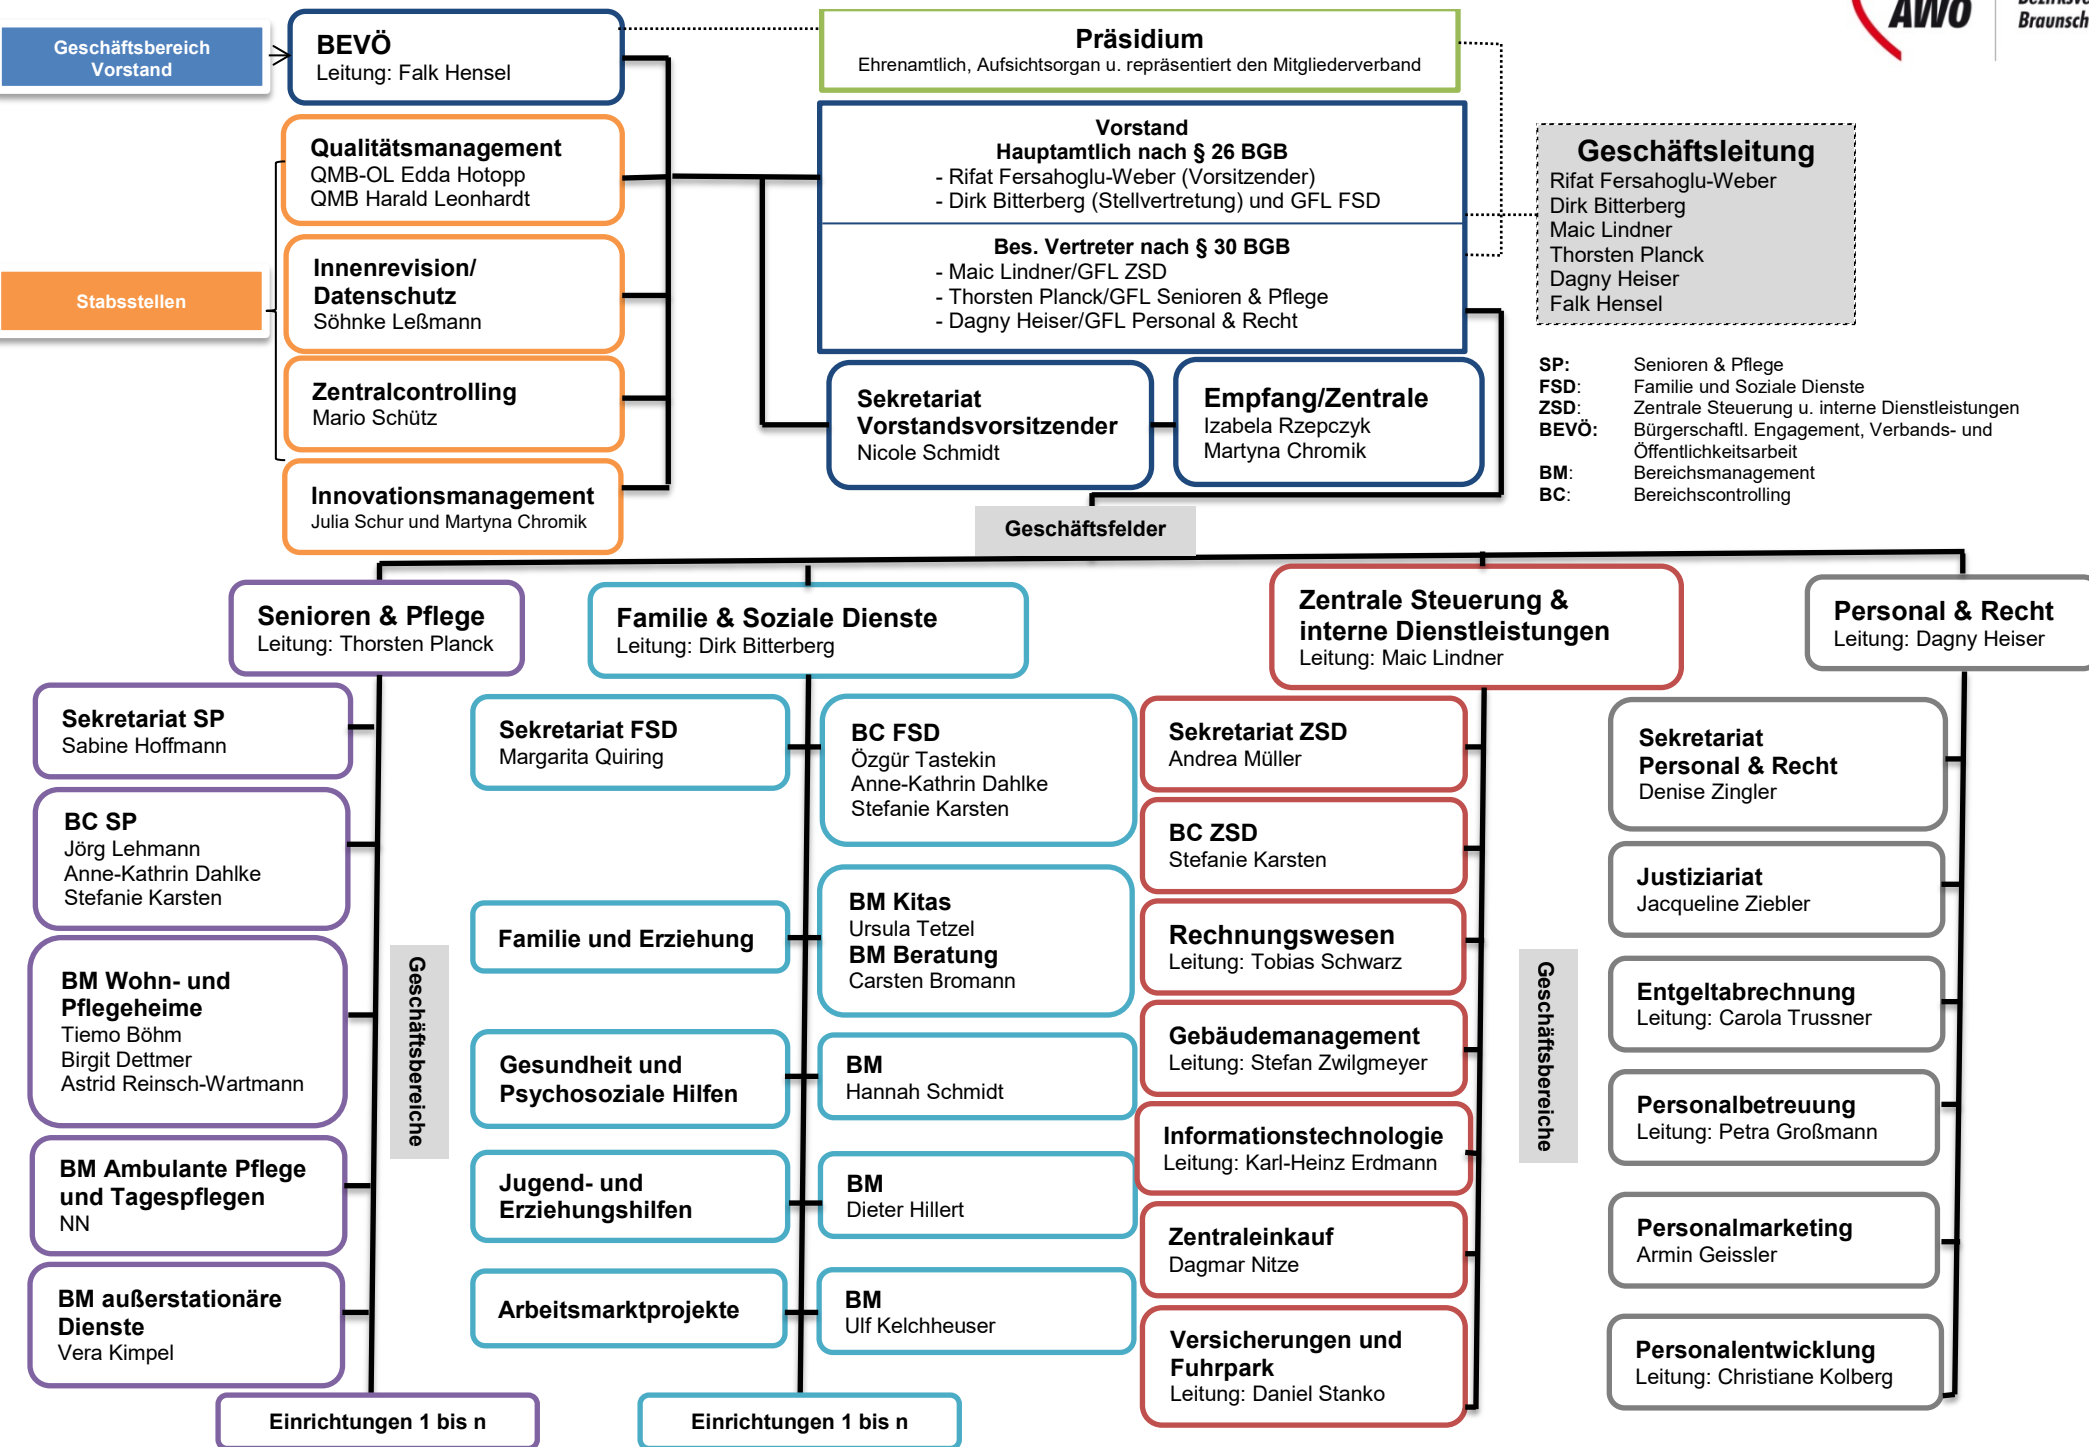 Geschäftsbereich
Vorstand
BEVÖ
Leitung: Falk Hensel
Präsidium
Ehrenamtlich, Aufsichtsorgan u. repräsentiert den Mitgliederverband
AWO
Braunsch
Qualitätsmanagement
QMB-OL Edda Hotopp
QMB Harald Leonhardt
Innenrevision/
Datenschutz
Söhnke Leßmann
Stabsstellen
Zentralcontrolling
Mario Schütz
Innovationsmanagement
Julia Schur und Martyna Chromik
Vorstand
Hauptamtlich nach § 26 BGB
- Rifat Fersahoglu-Weber (Vorsitzender)
- Dirk Bitterberg (Stellvertretung) und GFL FSD
Bes. Vertreter nach § 30 BGB
- Maic Lindner/GFL ZSD
- Thorsten Planck/GFL Senioren & Pflege
- Dagny Heiser/GFL Personal & Recht
Sekretariat
Vorstandsvorsitzender
Nicole Schmidt
Empfang/Zentrale
Izabela Rzepczyk
Martyna Chromik
Geschäftsleitung
Rifat Fersahoglu-Weber
Dirk Bitterberg
Maic Lindner
Thorsten Planck
Dagny Heiser
Falk Hensel
SP: Senioren & Pflege
FSD: Familie und Soziale Dienste
ZSD: Zentrale Steuerung u. interne Dienstleistungen
BEVÖ: Bürgerschaftl. Engagement, Verbands- und
Öffentlichkeitsarbeit
BM: Bereichsmanagement
BC: Bereichscontrolling
Geschäftsfelder
Senioren & Pflege
Leitung: Thorsten Planck
Sekretariat SP
Sabine Hoffmann
BC SP
Jörg Lehmann
Anne-Kathrin Dahlke
Stefanie Karsten
BM Wohn- und
Pflegeheime
Tiemo Böhm
Birgit Dettmer
Astrid Reinsch-Wartmann
BM Ambulante Pflege
und Tagespflegen
NN
BM außerstationäre
Dienste
Vera Kimpel
Einrichtungen 1 bis n
Geschäftsbereiche
Familie & Soziale Dienste
Leitung: Dirk Bitterberg
Sekretariat FSD
Margarita Quiring
BC FSD
Özgür Tastekin
Anne-Kathrin Dahlke
Stefanie Karsten
Familie und Erziehung
BM Kitas
Ursula Tetzel
BM Beratung
Carsten Bromann
Gesundheit und
Psychosoziale Hilfen
BM
Hannah Schmidt
Jugend- und
Erziehungshilfen
BM
Dieter Hillert
Arbeitsmarktprojekte
BM
Ulf Kelchheuser
Einrichtungen 1 bis n
Zentrale Steuerung &
interne Dienstleistungen
Leitung: Maic Lindner
Sekretariat ZSD
Andrea Müller
BC ZSD
Stefanie Karsten
Rechnungswesen
Leitung: Tobias Schwarz
Gebäudemanagement
Leitung: Stefan Zwilgmeyer
Informationstechnologie
Leitung: Karl-Heinz Erdmann
Zentraleinkauf
Dagmar Nitze
Versicherungen und
Fuhrpark
Leitung: Daniel Stanko
Geschäftsbereiche
Personal & Recht
Leitung: Dagny Heiser
Sekretariat
Personal & Recht
Denise Zingler
Justiziariat
Jacqueline Ziebler
Entgeltabrechnung
Leitung: Carola Trussner
Personalbetreuung
Leitung: Petra Großmann
Personalmarketing
Armin Geissler
Personalentwicklung
Leitung: Christiane Kolberg